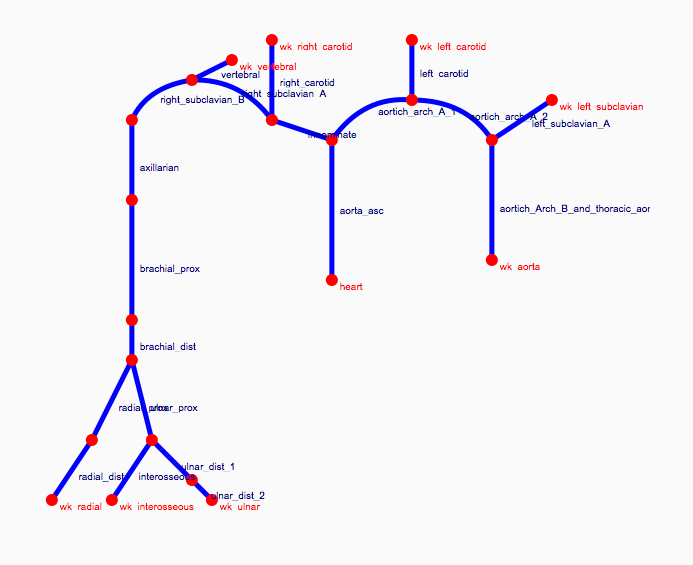 wk_right_carotid
wk_left_carotid
wk_vertebral
vertebral
left_carotid
right_carotid
right_subclavian_A
right_subclavian_B
wk_left_subclavian
aortich_arch_A_1
aortich_arch_A_2
left_subclavian_A
innominate
axillarian
aorta_asc
aortich_Arch_B_and_thoracic_aor
brachial_prox
wk_aorta
heart
brachial_dist
radial_prox
ulnar_prox
ulnar_dist_1
radial_dist
interosseous
ulnar_dist_2
wk_radial
wk_interosseous
wk_ulnar